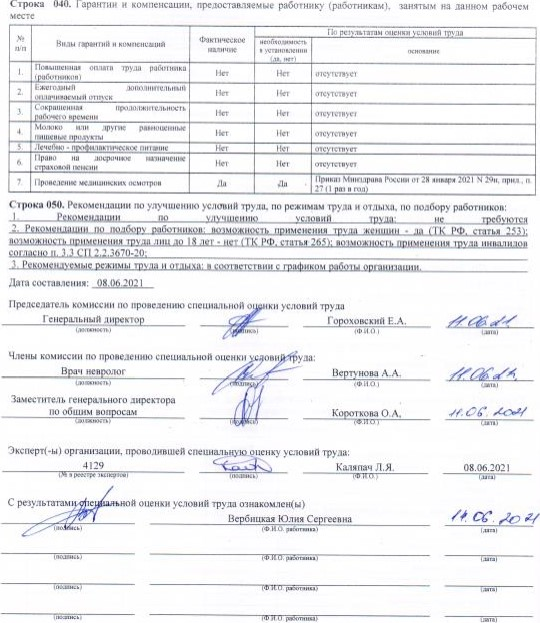 Строка 040. Гарантии и компенсации, предоставляемые работнику (работникам), занятым на данном рабочем
месте
№ п/п Виды гарантий и компенсаций Фактическое наличие По результатам оценки условий труда
необходимость в установлении (да, нет) основание
1. Повышенная оплата труда работника (работников) Нет Нет отсутствует
2. Ежегодный дополнительный оплачиваемый отпуск Нет Нет отсутствует
3. Сокращенная продолжительность рабочего времени Нет Нет отсутствует
4. Молоко или другие равноценные пищевые продукты Нет Нет отсутствует
5. Лечебно - профилактическое питание Нет Нет отсутствует
6. Право на досрочное назначение страховой пенсии Нет Нет отсутствует
7. Проведение медицинских осмотров Да Да Приказ Минздрава России от 28 января 2021 N 29н, прил., п. 27 (1 раз в год)
Строка 050. Рекомендации по улучшению условий труда, по режимам труда и отдыха, по подбору работников:
1. Рекомендации по улучшению условий труда: не требуются
2. Рекомендации по подбору работников: возможность применения труда женщин - да (ТК РФ, статья 253);
возможность применения труда лиц до 18 лет - нет (ТК РФ, статья 265); возможность применения труда инвалидов
согласно п. 3.3 СП 2.2.3670-20;
3. Рекомендуемые режимы труда и отдыха: в соответствии с графиком работы организации.
Дата составления: 08.06.2021
Председатель комиссии по проведению специальной оценки условий труда
Генеральный директор Гороховский Е.А. 11.06.21
(должность) (подпись) (Ф.И.О.) (дата)
Члены комиссии по проведению специальной оценки условий труда:
Врач невролог Вертунова А.А. 11.06.21
(должность) (подпись) (Ф.И.О.) (дата)
Заместитель генерального директора
по общим вопросам Короткова О.А, 11.06.2021
(должность) (подпись) (Ф.И.О.) (дата)
Эксперт(-ы) организации, проводившей специальную оценку условий труда:
4129 Каляпач Л.Я. 08.06.2021
(№ в реестре экспертов) (подпись) (Ф.И.О.) (дата)
С результатами специальной оценки условий труда ознакомлен(ы)
Вербицкая Юлия Сергеевна 14.06.2021
(подпись) (Ф.И.О. работника) (дата)
(подпись) (Ф.И.О. работника) (дата)
(подпись) (Ф.И.О. работника) (дата)
(подпись) (Ф.И.О. работника) (дата)